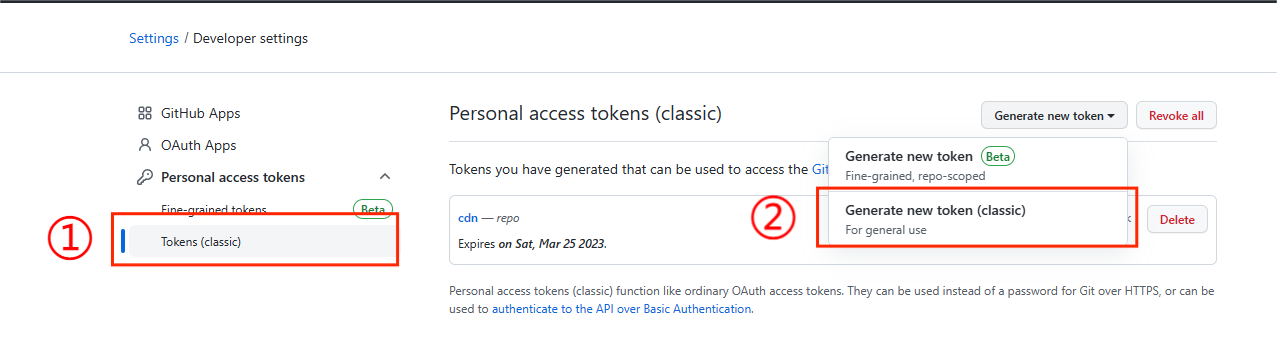 Settings / Developer settings
GitHub Apps
OAuth Apps
Personal access tokens
Fine-grained tokens Beta
① Tokens (classic)
Personal access tokens (classic)
Generate new token Revoke all
Generate new token Beta
Fine-grained, repo-scoped
② Generate new token (classic)
For general use
Tokens you have generated that can be used to access the
cdn — repo
Delete
Expires on Sat, Mar 25 2023.
Personal access tokens (classic) function like ordinary OAuth access tokens. They can be used instead of a password for Git over HTTPS, or can be
used to authenticate to the API over Basic Authentication.